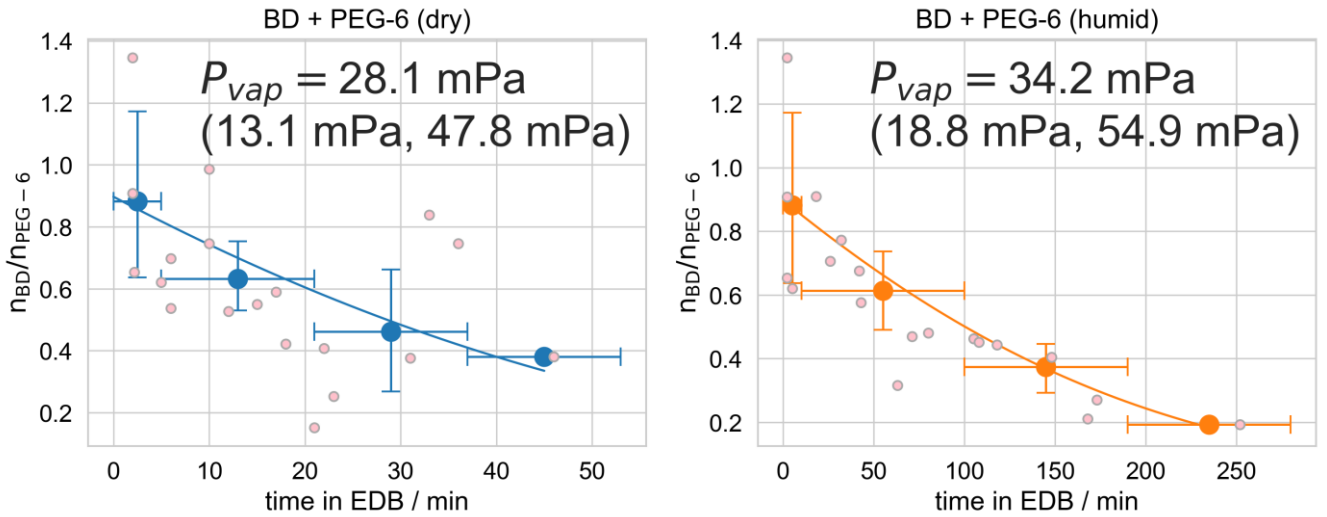 BD + PEG-6 (dry)
1.4
1.2
1.0
0.8
0.6
0.4
0.2
n_BD/n_PEG − 6
P_vap = 28.1 mPa
(13.1 mPa, 47.8 mPa)
0 10 20 30 40 50
time in EDB / min
BD + PEG-6 (humid)
1.4
1.2
1.0
0.8
0.6
0.4
0.2
n_BD/n_PEG − 6
P_vap = 34.2 mPa
(18.8 mPa, 54.9 mPa)
0 50 100 150 200 250
time in EDB / min